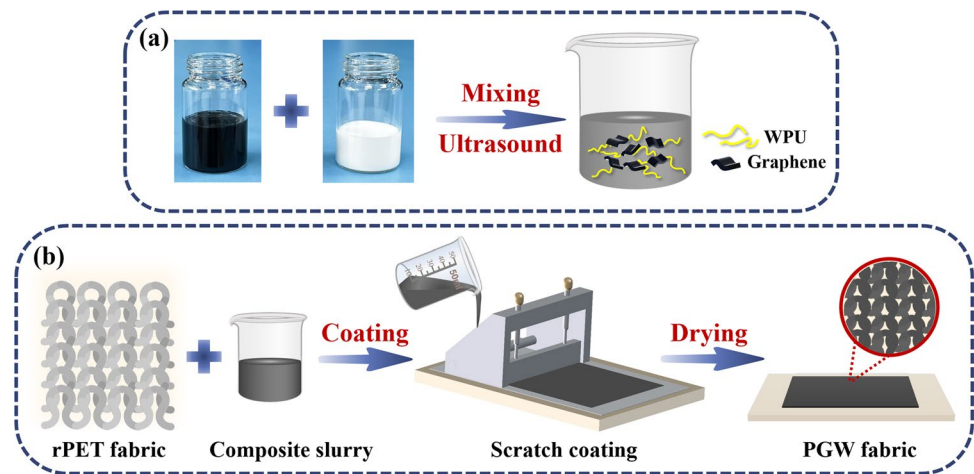 (a)
Mixing
Ultrasound
WPU
Graphene
(b)
Coating
Drying
rPET fabric
Composite slurry
Scratch coating
PGW fabric